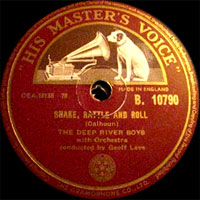 "HIS MASTER'S VOICE"
MADE IN ENGLAND
B. 10790
SHAKE, RATTLE AND ROLL
(Calhoun)
THE DEEP RIVER BOYS
with Orchestra
conducted by Geoff Love